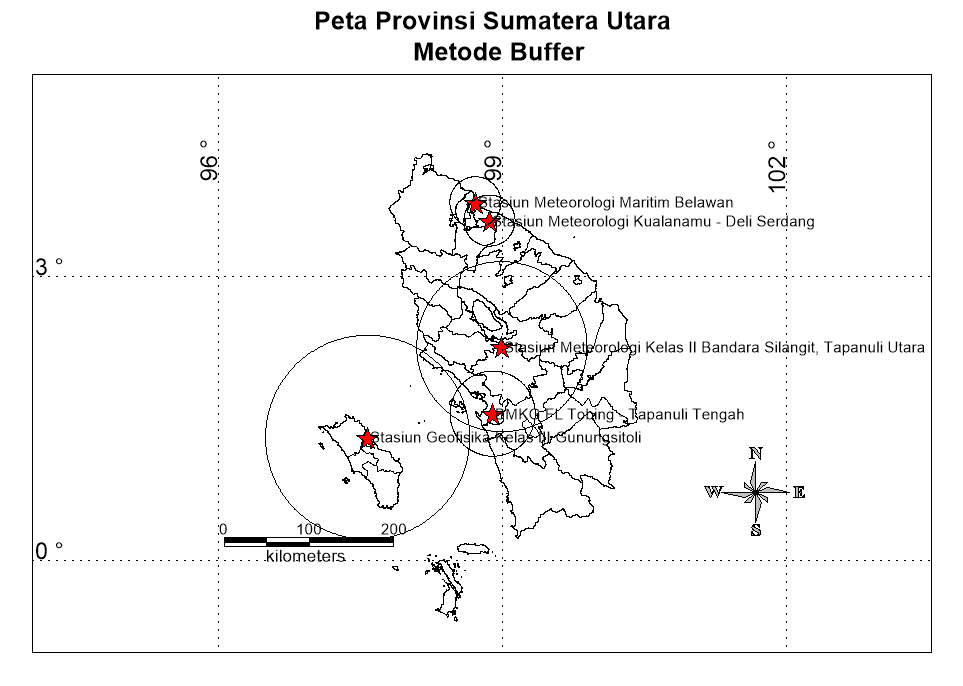 Peta Provinsi Sumatera Utara
Metode Buffer
96 °
99 °
102 °
Stasiun Meteorologi Maritim Belawan
Stasiun Meteorologi Kualanamu - Deli Serdang
3 °
Stasiun Meteorologi Kelas II Bandara Silangit, Tapanuli Utara
BMKG FL Tobing - Tapanuli Tengah
Stasiun Geofisika Kelas III Gunungsitoli
N
W
E
S
0
100
200
kilometers
0 °